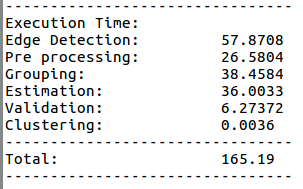 -----------------------------------
Execution Time:
Edge Detection: 57.8708
Pre processing: 26.5804
Grouping: 38.4584
Estimation: 36.0033
Validation: 6.27372
Clustering: 0.0036
-----------------------------------
Total: 165.19
-----------------------------------